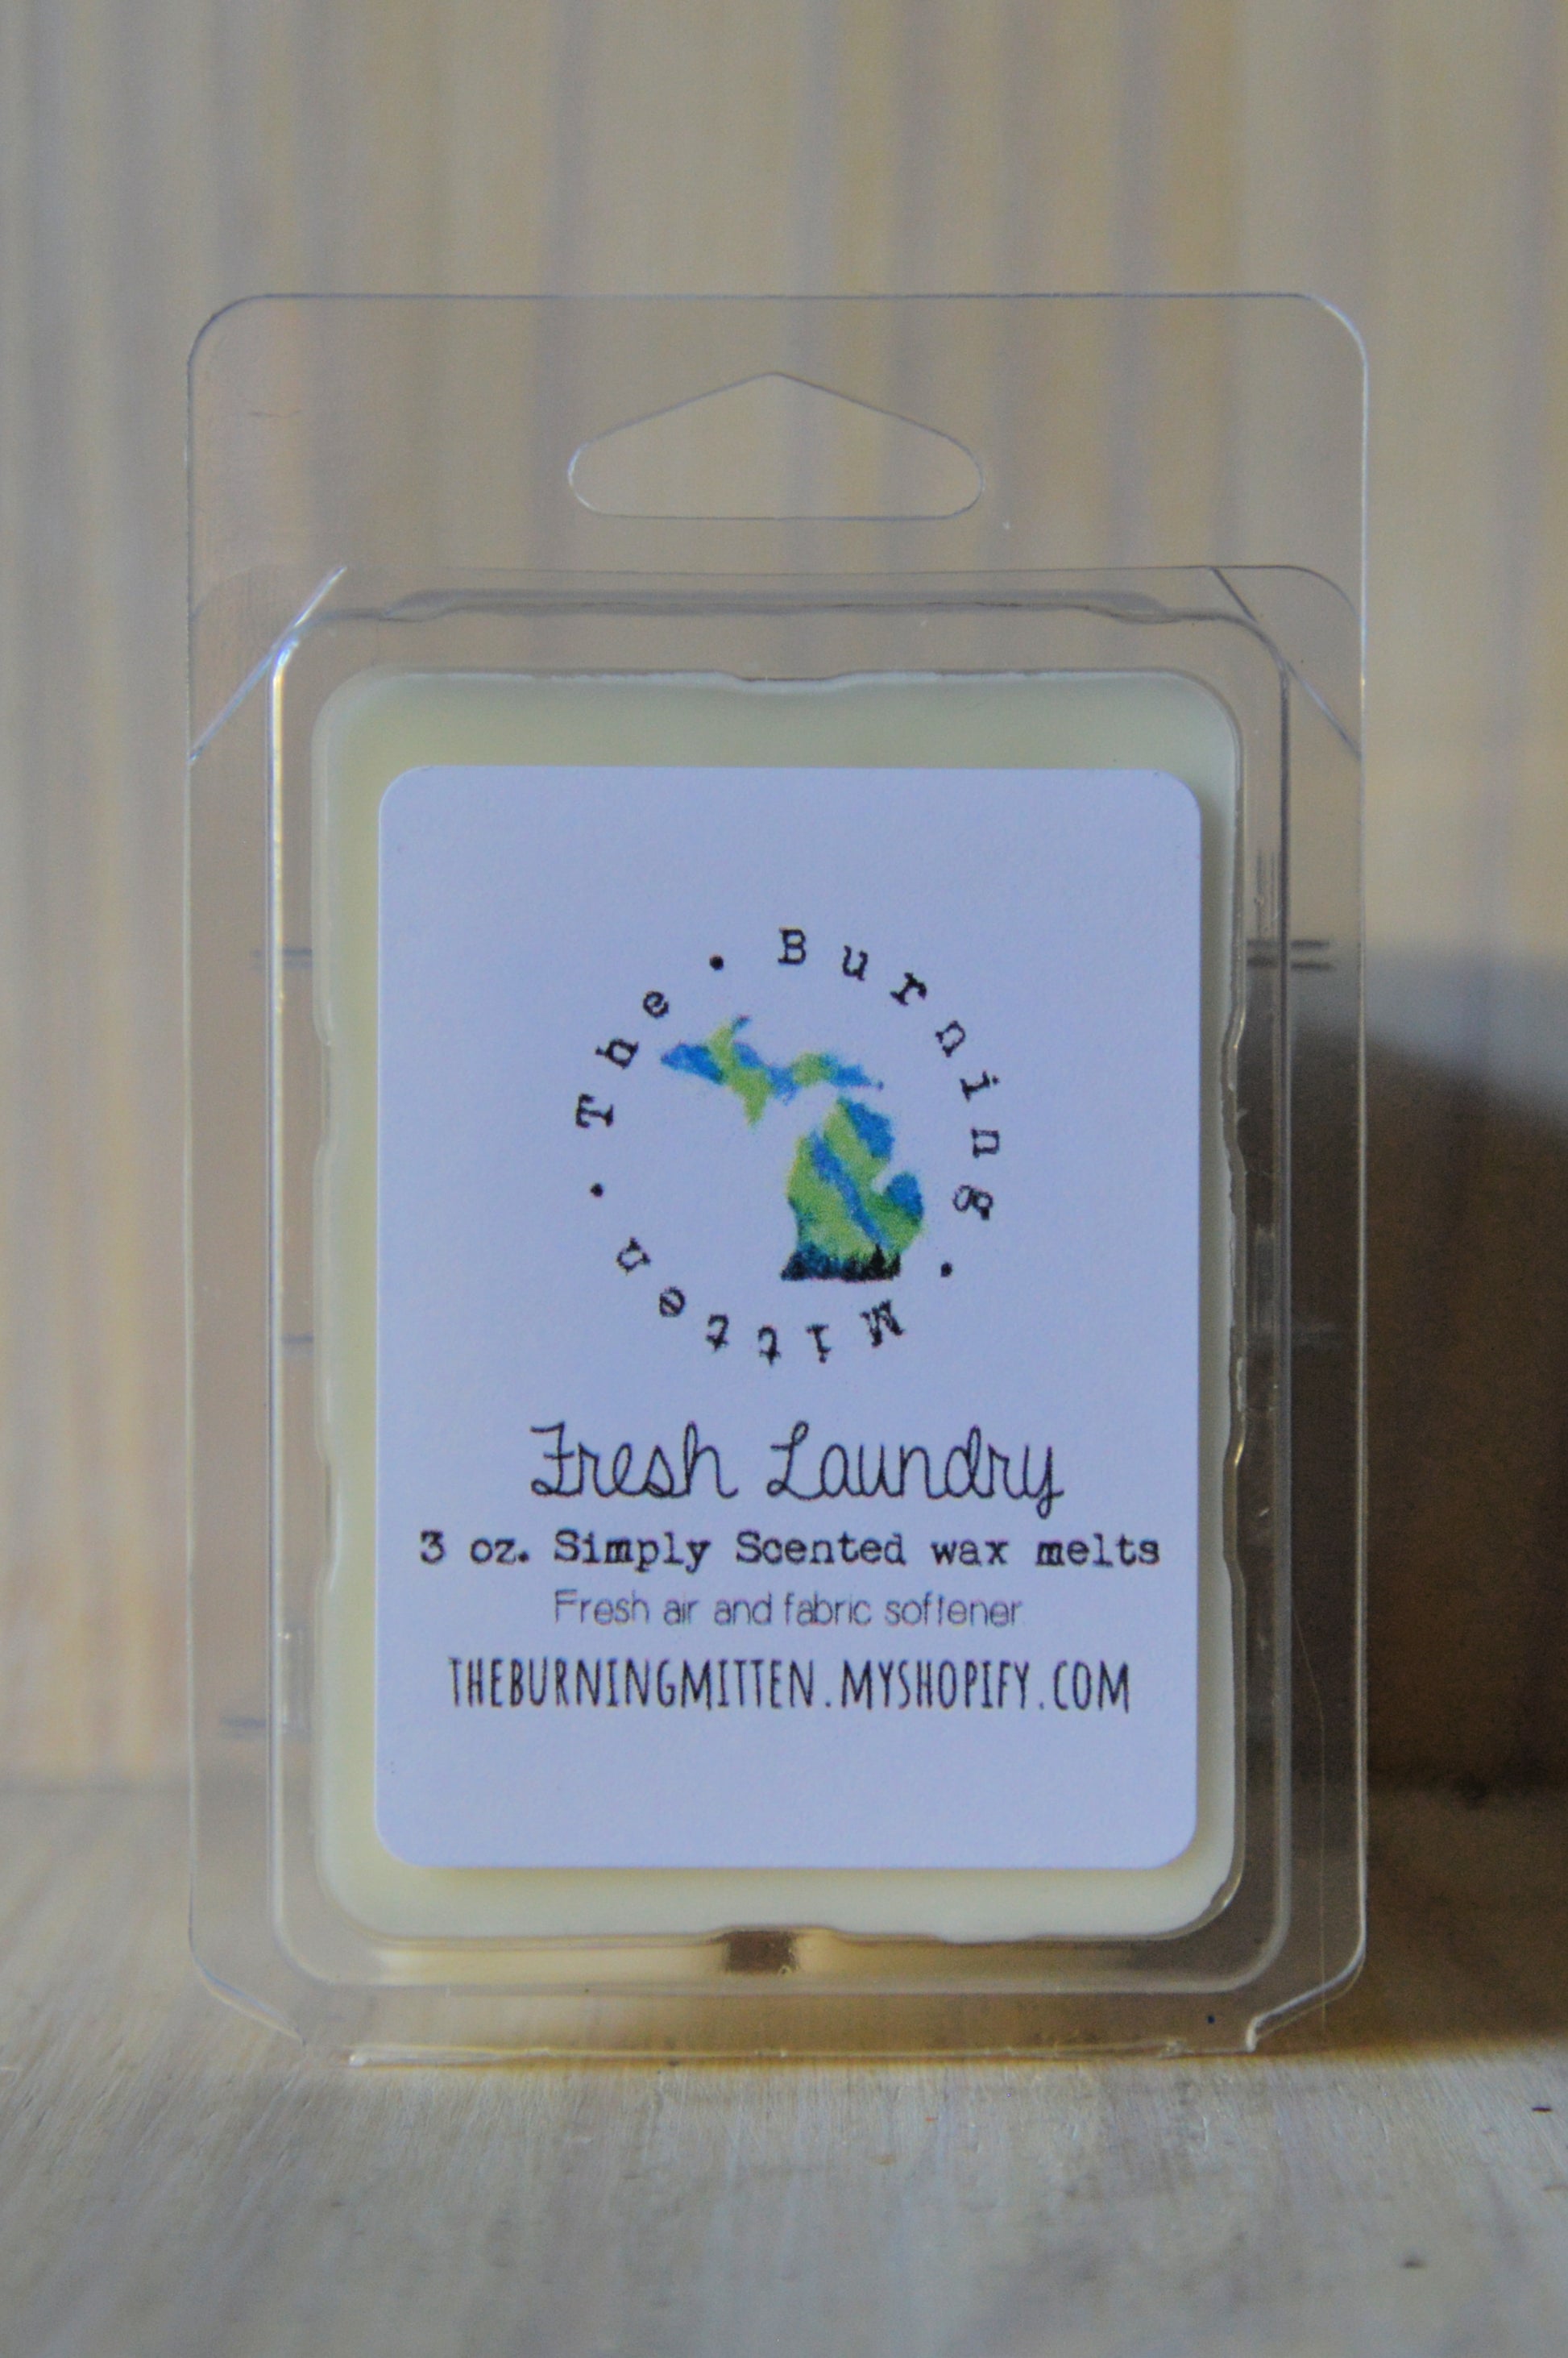 The · Burning · Mitten ·
Fresh Laundry
3 oz. Simply Scented wax melts
Fresh air and fabric softener
THEBURNINGMITTEN.MYSHOPIFY.COM